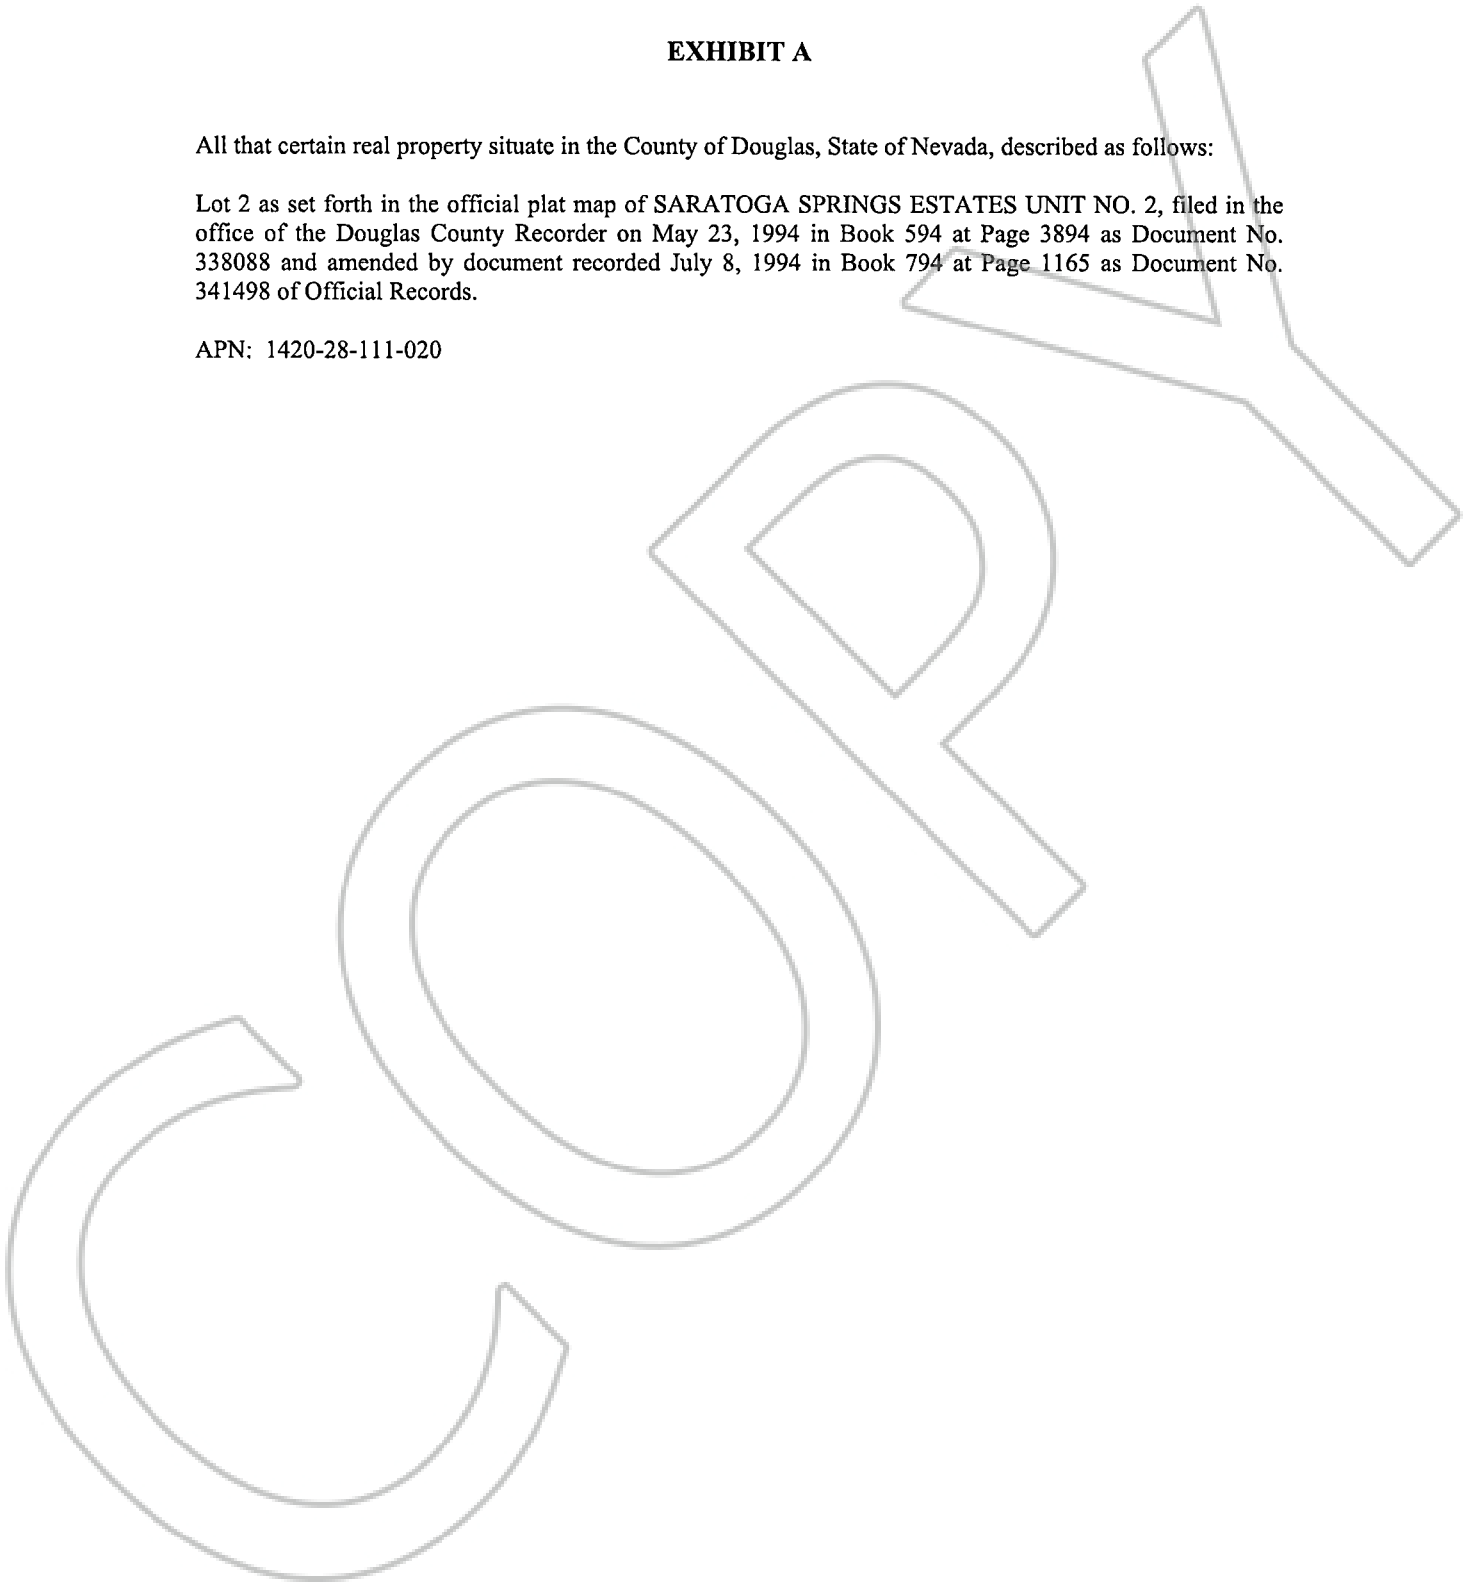 EXHIBIT A
All that certain real property situate in the County of Douglas, State of Nevada, described as follows:
Lot 2 as set forth in the official plat map of SARATOGA SPRINGS ESTATES UNIT NO. 2, filed in the
office of the Douglas County Recorder on May 23, 1994 in Book 594 at Page 3894 as Document No.
338088 and amended by document recorded July 8, 1994 in Book 794 at Page 1165 as Document No.
341498 of Official Records.
APN: 1420-28-111-020
COPY